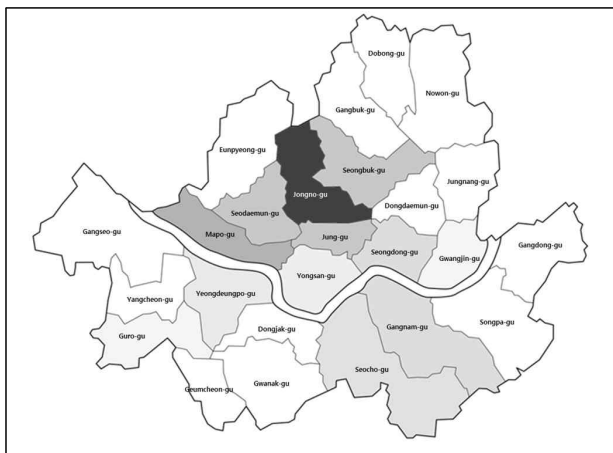 Dobong-gu
Nowon-gu
Gangbuk-gu
Eunpyeong-gu
Seongbuk-gu
Jungnang-gu
Jongno-gu
Dongdaemun-gu
Seodaemun-gu
Gangseo-gu
Mapo-gu
Jung-gu
Seongdong-gu
Gwangjin-gu
Gangdong-gu
Yongsan-gu
Yangcheon-gu
Yeongdeungpo-gu
Songpa-gu
Dongjak-gu
Gangnam-gu
Guro-gu
Seocho-gu
Geumcheon-gu
Gwanak-gu